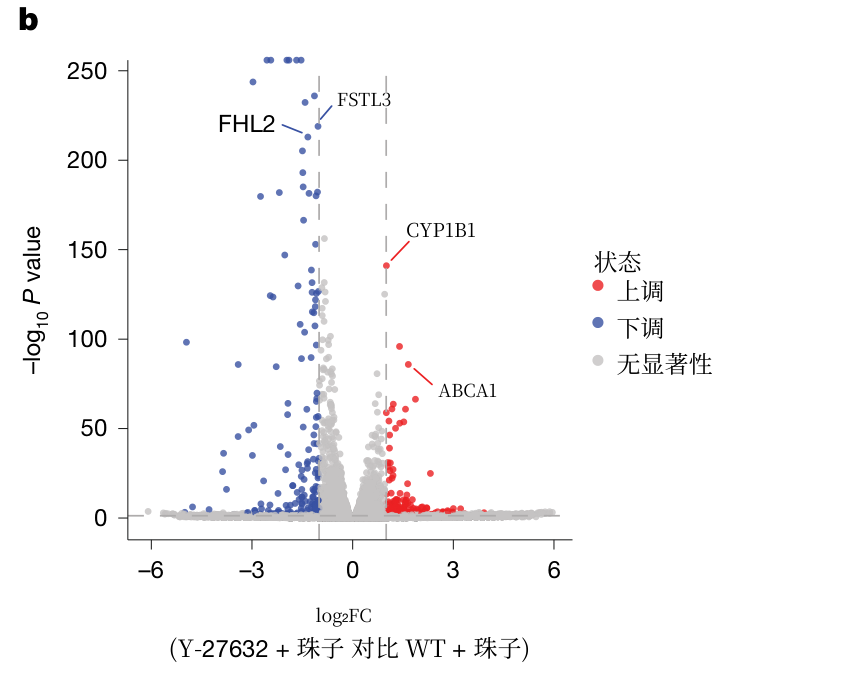 b
250
200
150
100
50
0
−log₁₀ P value
FSTL3
FHL2
CYP1B1
ABCA1
状态
上调
下调
无显著性
−6 −3 0 3 6
log₂FC
(Y-27632 + 珠子 对比 WT + 珠子)